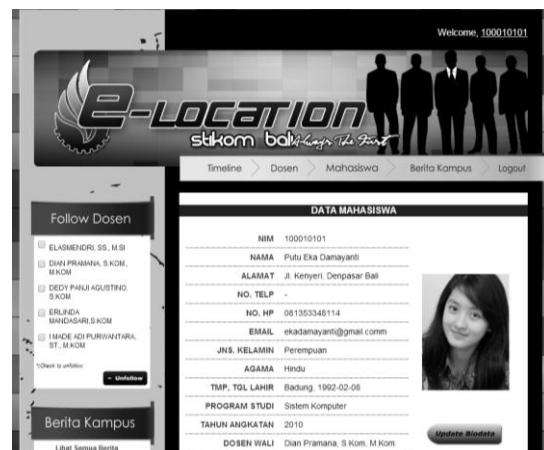 Welcome, 100010101
e-Location
stikom bali Always The First
Timeline
Dosen
Mahasiswa
Berita Kampus
Logout
Follow Dosen
ELASMENDRI, SS., M.SI
DIAN PRAMANA, S.KOM.,
M.KOM
DEDY PANJI AGUSTINO.
S.KOM
ERLINDA
MANDASARI,S.KOM
I MADE ADI PURWANTARA,
ST., M.KOM
*)Check to unfollow
- Unfollow
Berita Kampus
Lihat Semua Berita
DATA MAHASISWA
NIM 100010101
NAMA Putu Eka Damayanti
ALAMAT Jl. Kenyeri, Denpasar Bali
NO. TELP -
NO. HP 081353346114
EMAIL ekadamayanti@gmail.comm
JNS. KELAMIN Perempuan
AGAMA Hindu
TMP, TGL LAHIR Badung, 1992-02-06
PROGRAM STUDI Sistem Komputer
TAHUN ANGKATAN 2010
DOSEN WALI Dian Pramana, S.Kom, M.Kom.
Update Biodata